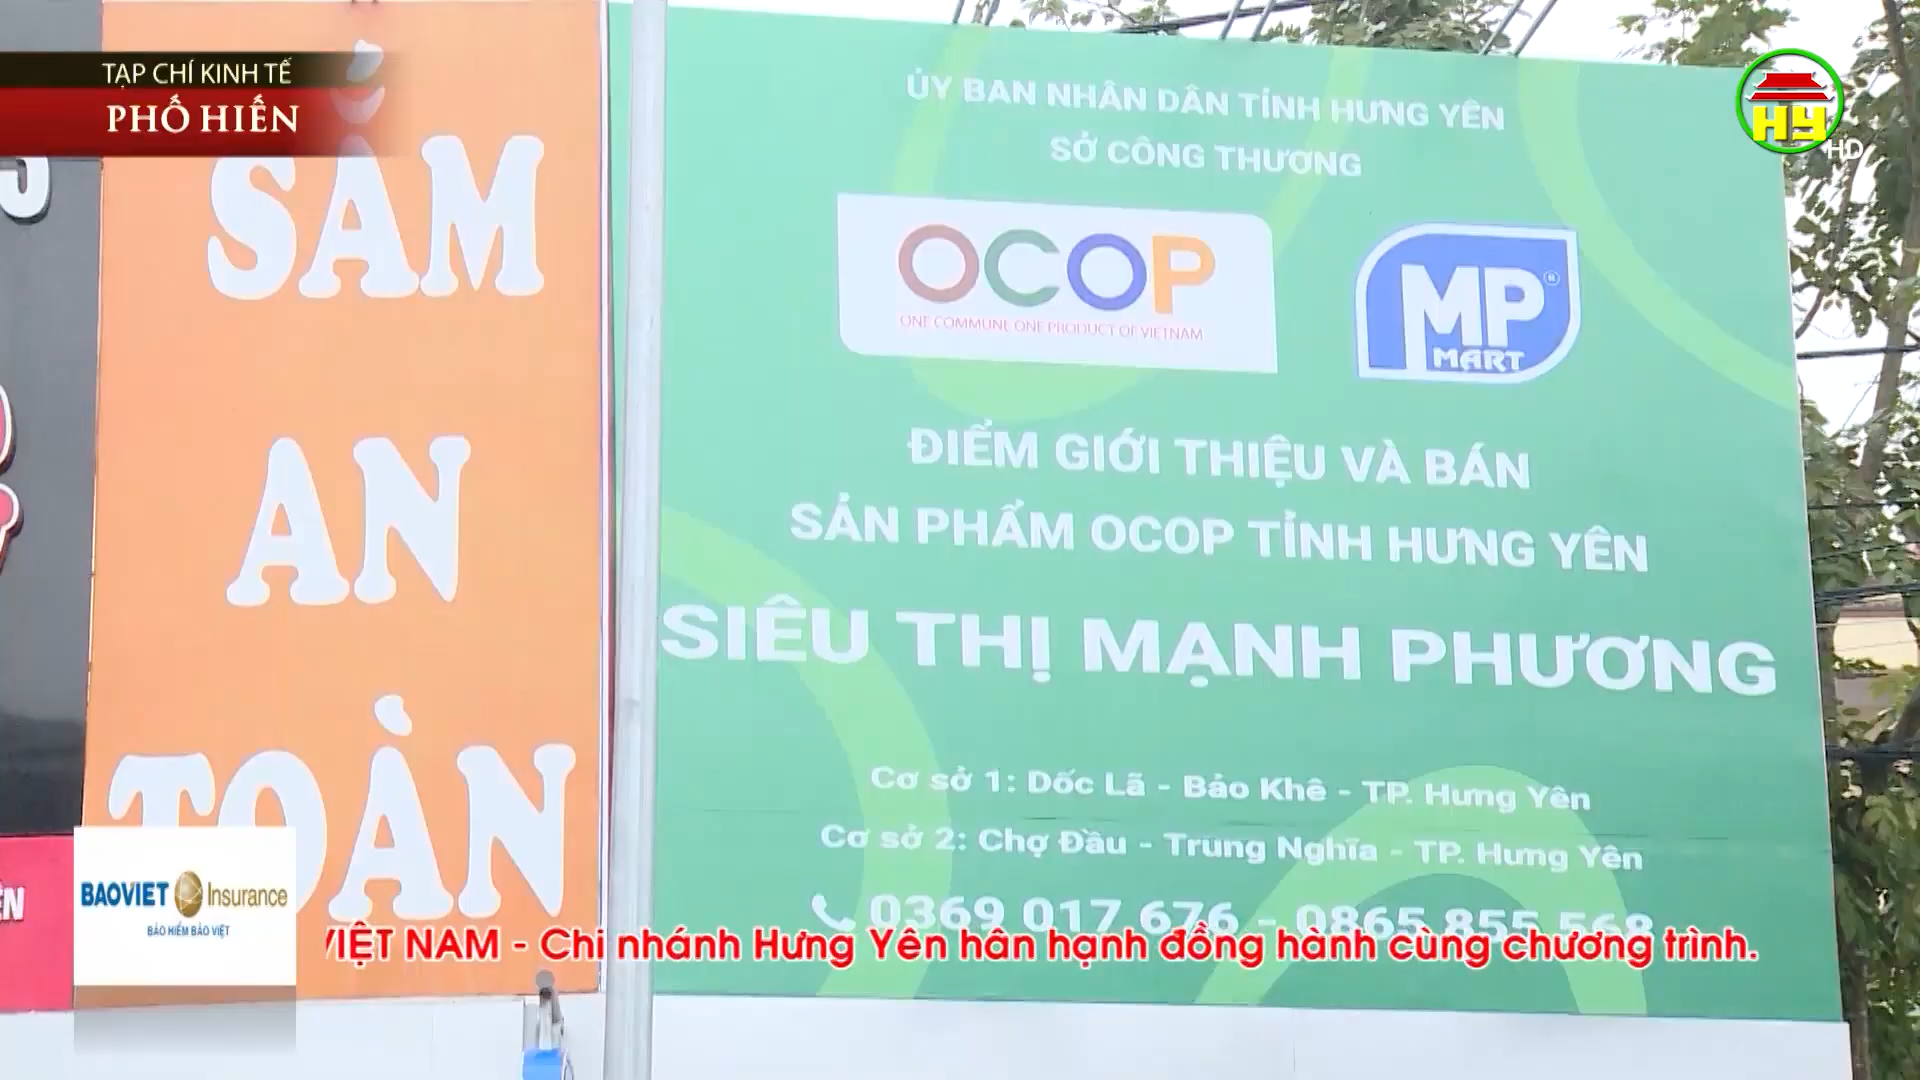 TẠP CHÍ KINH TẾ
PHỐ HIẾN
HY
HD
SẮM
AN
TOÀN
ỦY BAN NHÂN DÂN TỈNH HƯNG YÊN
SỞ CÔNG THƯƠNG
OCOP
ONE COMMUNE ONE PRODUCT OF VIETNAM
MP
MART
ĐIỂM GIỚI THIỆU VÀ BÁN
SẢN PHẨM OCOP TỈNH HƯNG YÊN
SIÊU THỊ MẠNH PHƯƠNG
Cơ sở 1: Dốc Lã - Bảo Khê - TP. Hưng Yên
Cơ sở 2: Chợ Đầu - Trung Nghĩa - TP. Hưng Yên
0369 017 676 - 0865 855 568
BAOVIET Insurance
BẢO HIỂM BẢO VIỆT
VIỆT NAM - Chi nhánh Hưng Yên hân hạnh đồng hành cùng chương trình.